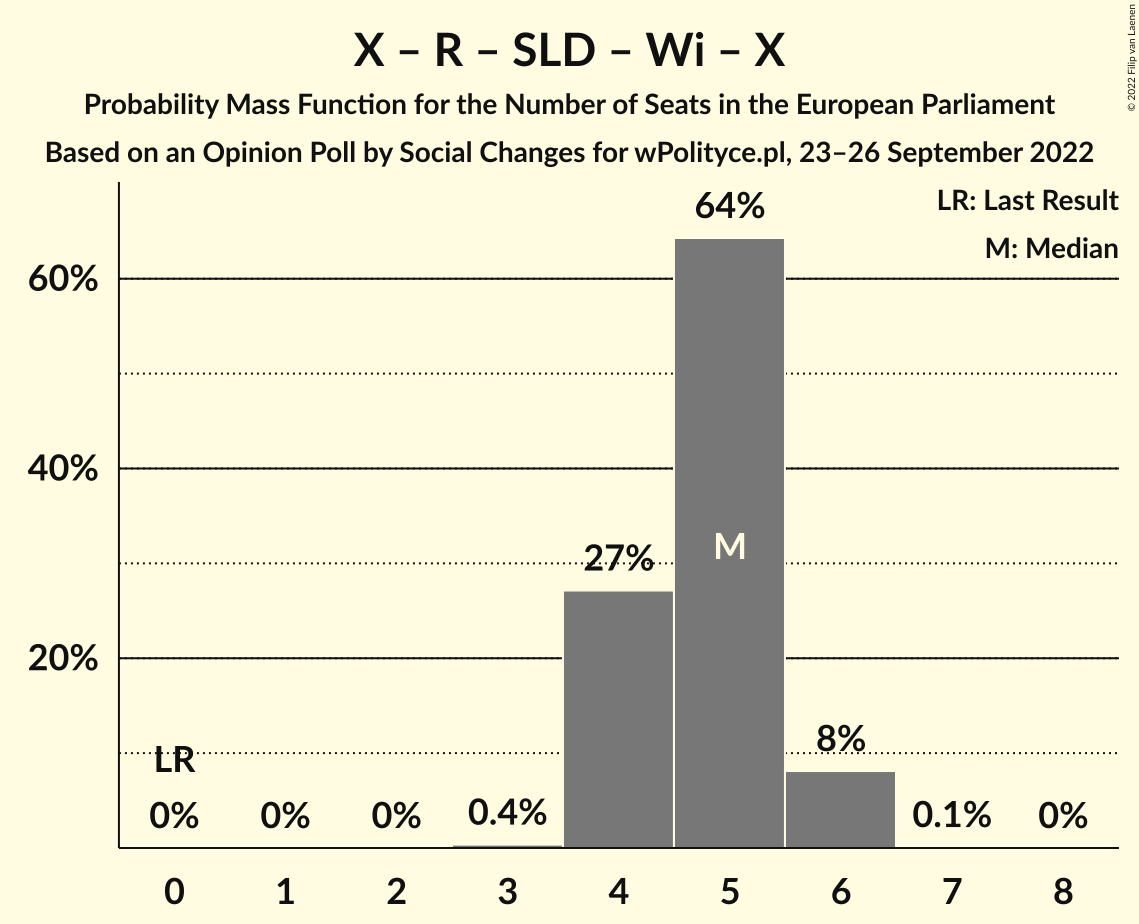 X – R – SLD – Wi – X
Probability Mass Function for the Number of Seats in the European Parliament
Based on an Opinion Poll by Social Changes for wPolityce.pl, 23–26 September 2022
© 2022 Filip van Laenen
LR: Last Result
M: Median
64%
60%
40%
27%
M
20%
LR
8%
0%
0%
0%
0.4%
0.1%
0%
0 1 2 3 4 5 6 7 8